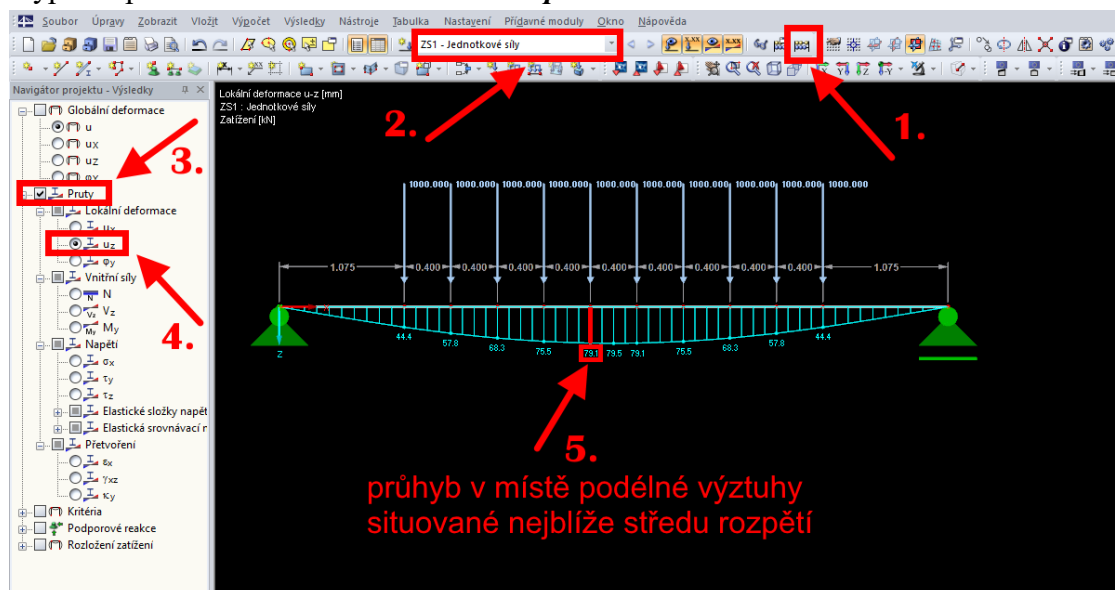 Soubor Úpravy Zobrazit Vložit Výpočet Výsledky Nástroje Tabulka Nastavení Přídavné moduly Okno Nápověda
ZS1 - Jednotkové síly
Navigátor projektu - Výsledky
Globální deformace
u
ux
uz
φY
Pruty
Lokální deformace
ux
uz
φy
Vnitřní síly
N
Vz
My
Napětí
σx
τy
τz
Elastické složky napět
Elastická srovnávací n
Přetvoření
εx
γxz
κy
Kritéria
Podporové reakce
Rozložení zatížení
Lokální deformace u-z [mm]
ZS1 : Jednotkové síly
Zatížení [kN]
1.
2.
3.
4.
1000.000 1000.000 1000.000 1000.000 1000.000 1000.000 1000.000 1000.000 1000.000 1000.000
1.075 0.400 0.400 0.400 0.400 0.400 0.400 0.400 0.400 0.400 1.075
X
Z
44.4 57.8 68.3 75.5 79.1 79.5 79.1 75.5 68.3 57.8 44.4
5.
průhyb v místě podélné výztuhy
situované nejblíže středu rozpětí